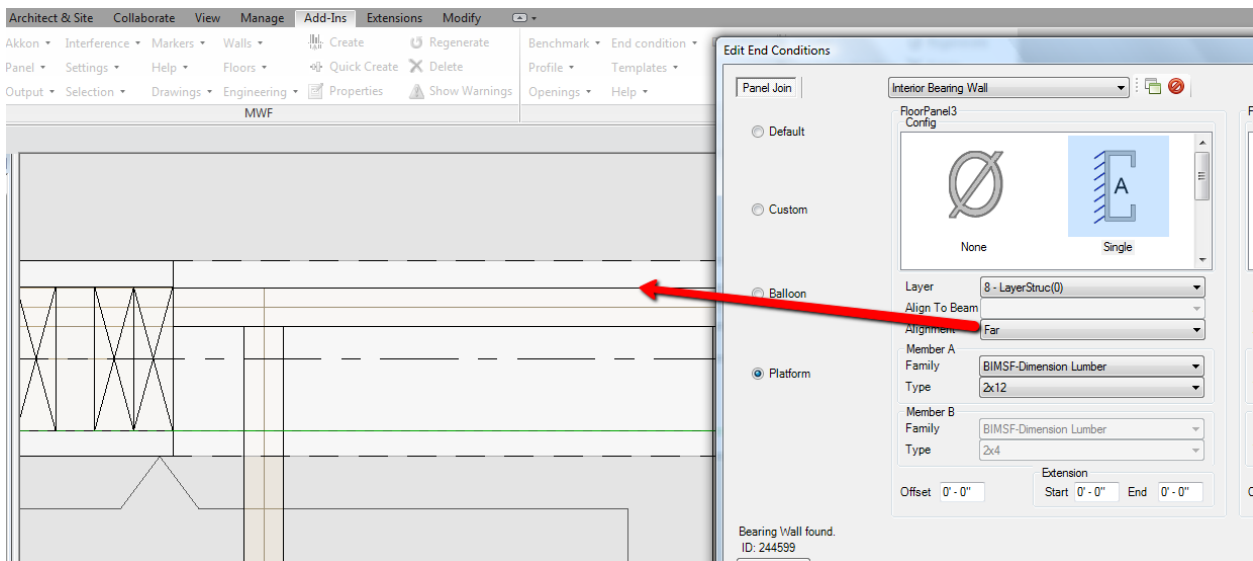 Architect & Site Collaborate View Manage Add-Ins Extensions Modify
Akkon Interference Markers Walls Create Regenerate Benchmark End condition
Panel Settings Help Floors Quick Create Delete Profile Templates
Output Selection Drawings Engineering Properties Show Warnings Openings Help
MWF
Edit End Conditions
Panel Join Interior Bearing Wall
FloorPanel3
Config
Default
A
Custom
None Single
Layer 8 - LayerStruc(0)
Balloon
Align To Beam
Alignment Far
Member A
Family BIMSF-Dimension Lumber
Platform
Type 2x12
Member B
Family BIMSF-Dimension Lumber
Type 2x4
Extension
Offset 0' - 0" Start 0' - 0" End 0' - 0"
Bearing Wall found.
ID: 244599